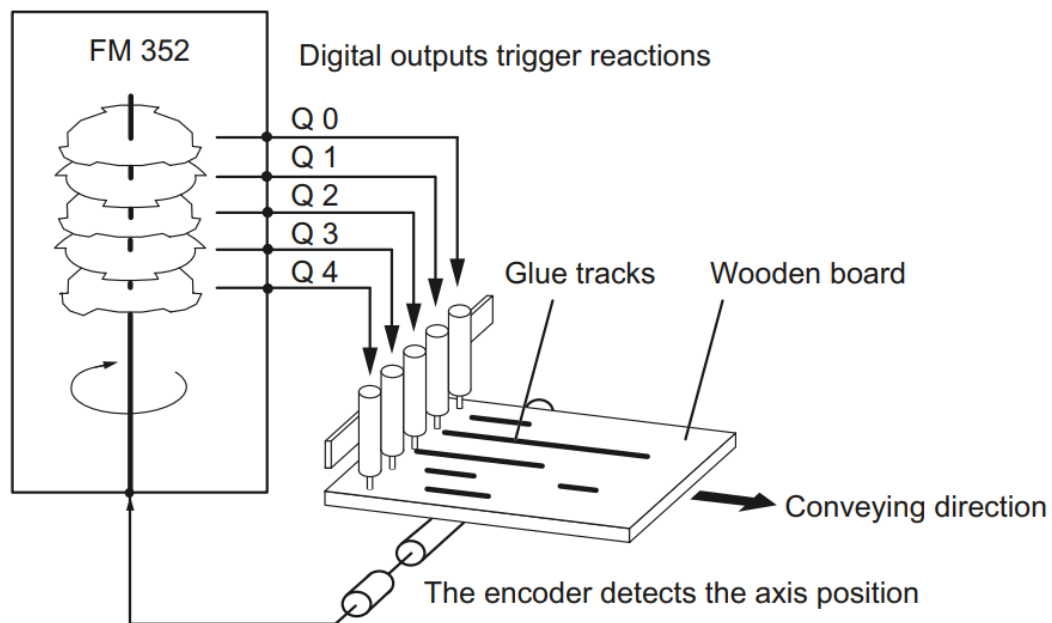 FM 352
Digital outputs trigger reactions
Q 0
Q 1
Q 2
Q 3
Q 4
Glue tracks
Wooden board
Conveying direction
The encoder detects the axis position